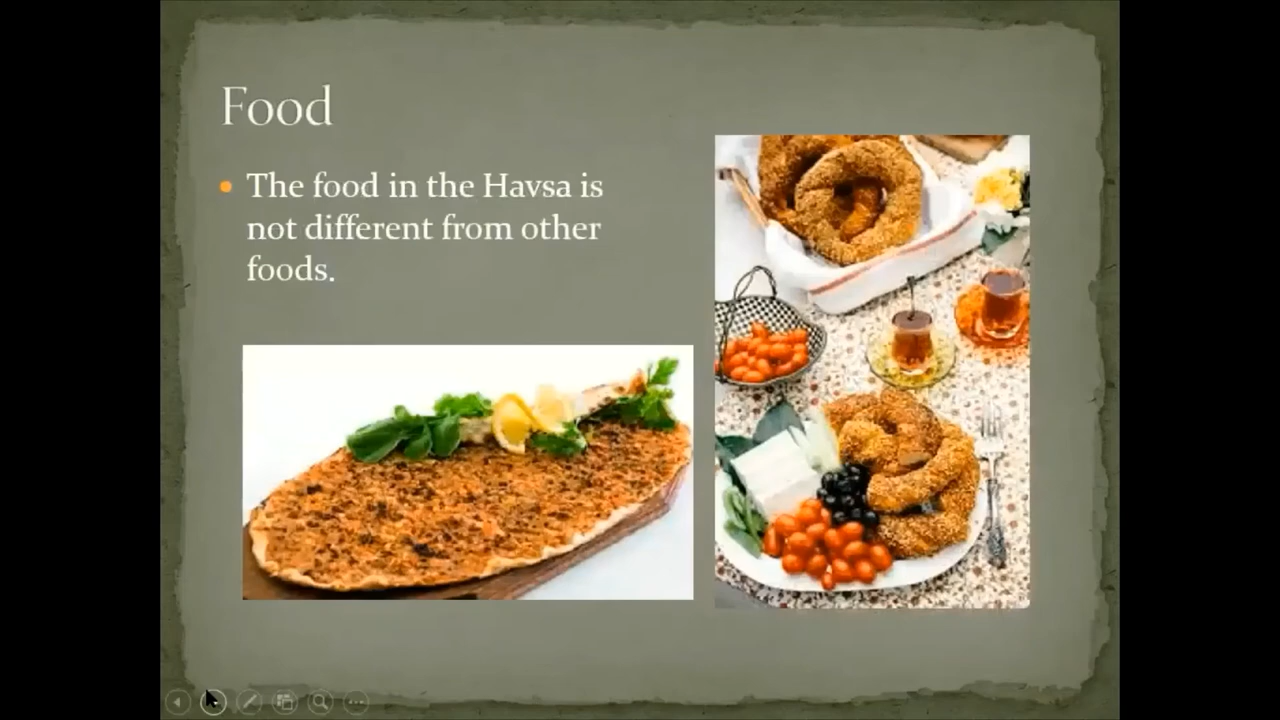 Food
The food in the Havsa is
not different from other
foods.